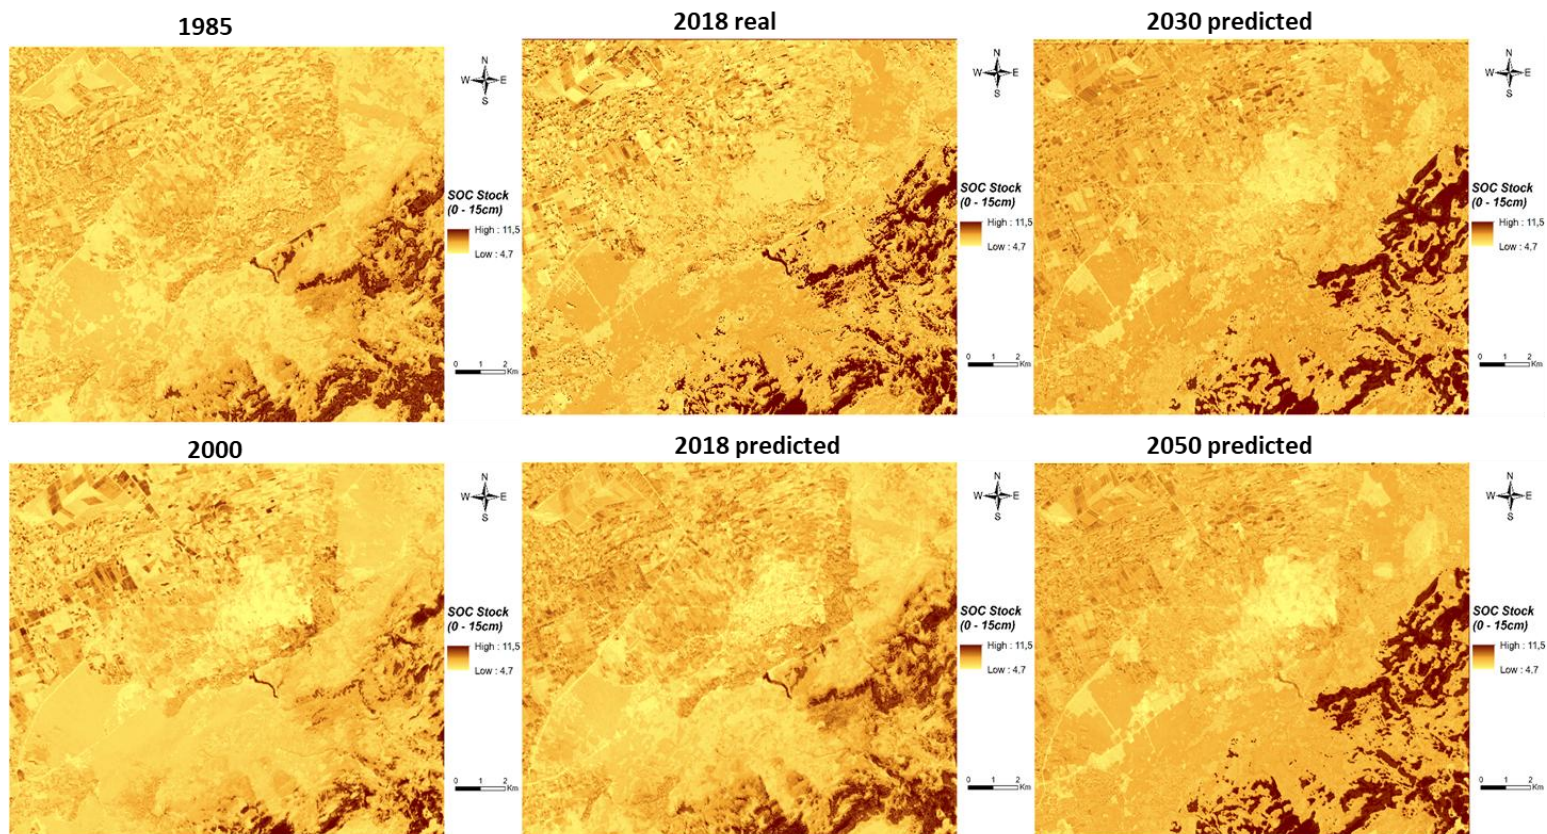 1985
N
W E
S
SOC Stock
(0 - 15cm)
High : 11,5
Low : 4,7
0 1 2
Km
2018 real
N
W E
S
SOC Stock
(0 - 15cm)
High : 11,5
Low : 4,7
0 1 2
Km
2030 predicted
N
W E
S
SOC Stock
(0 - 15cm)
High : 11,5
Low : 4,7
0 1 2
Km
2000
N
W E
S
SOC Stock
(0 - 15cm)
High : 11,5
Low : 4,7
0 1 2
Km
2018 predicted
N
W E
S
SOC Stock
(0 - 15cm)
High : 11,5
Low : 4,7
0 1 2
Km
2050 predicted
N
W E
S
SOC Stock
(0 - 15cm)
High : 11,5
Low : 4,7
0 1 2
Km